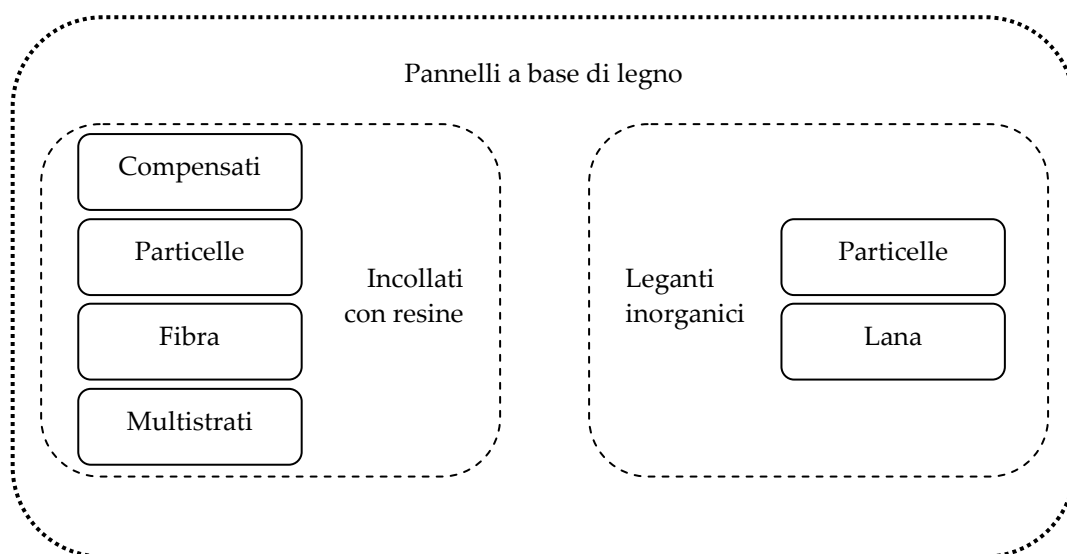 Pannelli a base di legno
Compensati
Particelle
Fibra
Multistrati
Incollati
con resine
Leganti
inorganici
Particelle
Lana